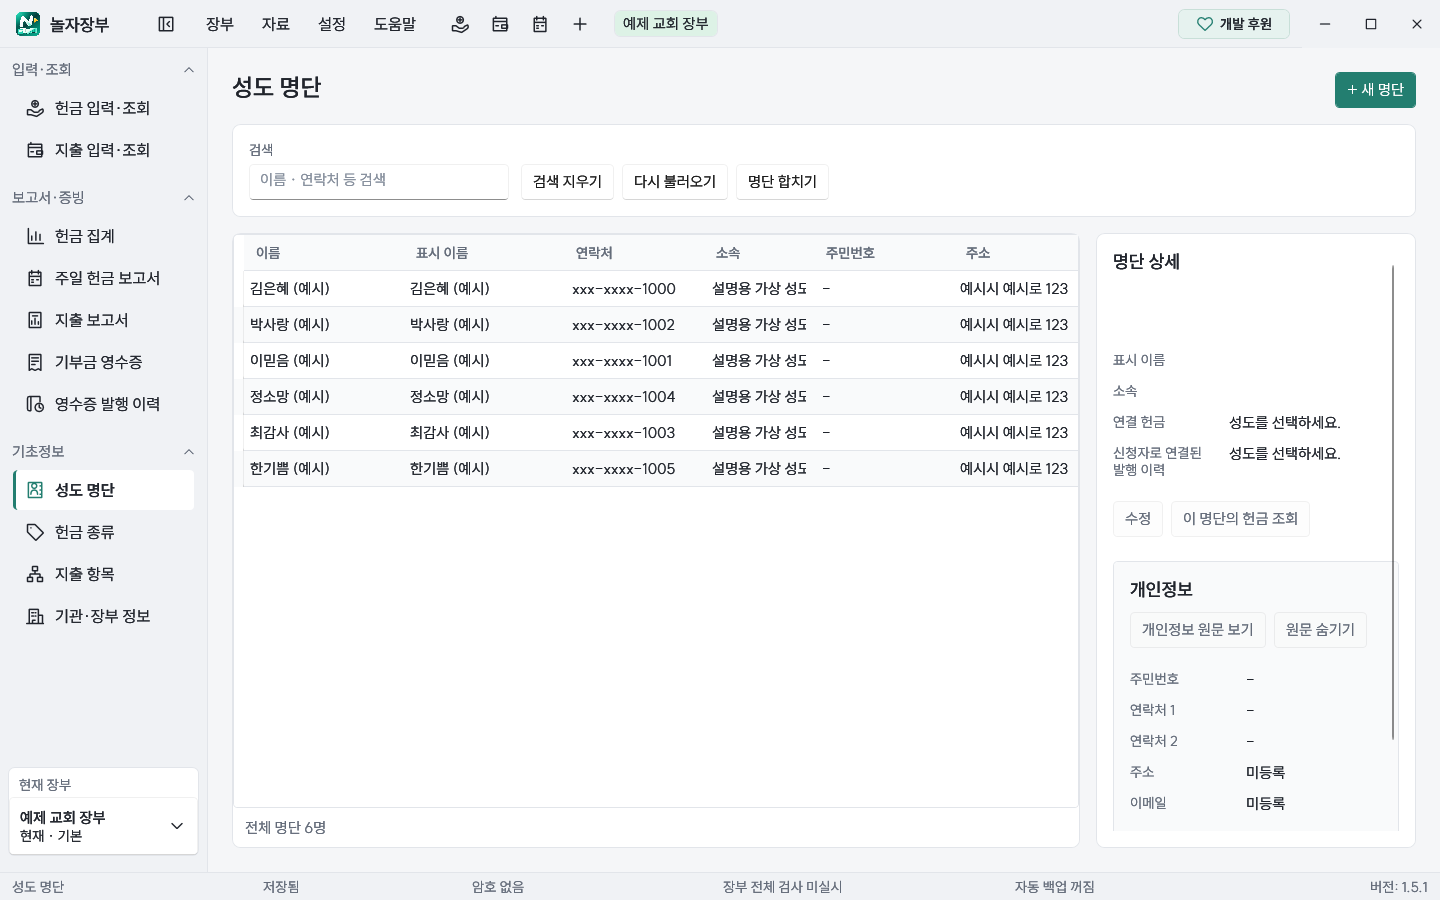 놀자장부
장부 자료 설정 도움말
예제 교회 장부
개발 후원
입력·조회
헌금 입력·조회
지출 입력·조회
보고서·증빙
헌금 집계
주일 헌금 보고서
지출 보고서
기부금 영수증
영수증 발행 이력
기초정보
성도 명단
헌금 종류
지출 항목
기관·장부 정보
현재 장부
예제 교회 장부
현재 · 기본
성도 명단
+ 새 명단
검색
이름 · 연락처 등 검색
검색 지우기 다시 불러오기 명단 합치기
이름 표시 이름 연락처 소속 주민번호 주소
김은혜 (예시) 김은혜 (예시) xxx-xxxx-1000 설명용 가상 성도 - 예시시 예시로 123
박사랑 (예시) 박사랑 (예시) xxx-xxxx-1002 설명용 가상 성도 - 예시시 예시로 123
이믿음 (예시) 이믿음 (예시) xxx-xxxx-1001 설명용 가상 성도 - 예시시 예시로 123
정소망 (예시) 정소망 (예시) xxx-xxxx-1004 설명용 가상 성도 - 예시시 예시로 123
최감사 (예시) 최감사 (예시) xxx-xxxx-1003 설명용 가상 성도 - 예시시 예시로 123
한기쁨 (예시) 한기쁨 (예시) xxx-xxxx-1005 설명용 가상 성도 - 예시시 예시로 123
전체 명단 6명
명단 상세
표시 이름
소속
연결 헌금 성도를 선택하세요.
신청자로 연결된 성도를 선택하세요.
발행 이력
수정 이 명단의 헌금 조회
개인정보
개인정보 원문 보기 원문 숨기기
주민번호 -
연락처 1 -
연락처 2 -
주소 미등록
이메일 미등록
성도 명단 저장됨 암호 없음 장부 전체 검사 미실시 자동 백업 꺼짐 버전: 1.5.1